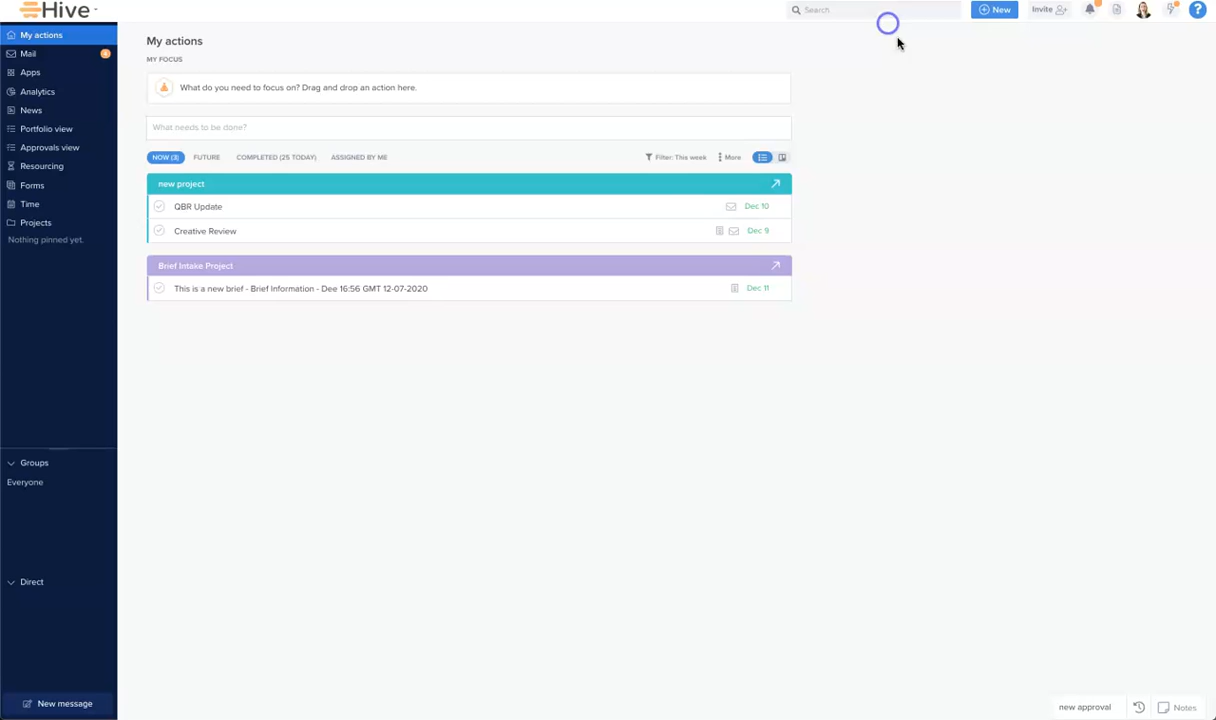 Hive
Search
New
Invite
?
My actions
Mail
4
Apps
Analytics
News
Portfolio view
Approvals view
Resourcing
Forms
Time
Projects
Nothing pinned yet.
Groups
Everyone
Direct
New message
My actions
MY FOCUS
What do you need to focus on? Drag and drop an action here.
What needs to be done?
NOW (3) FUTURE COMPLETED (25 TODAY) ASSIGNED BY ME Filter: This week More
new project
QBR Update Dec 10
Creative Review Dec 9
Brief Intake Project
This is a new brief - Brief Information - Dee 16:56 GMT 12-07-2020 Dec 11
new approval
Notes